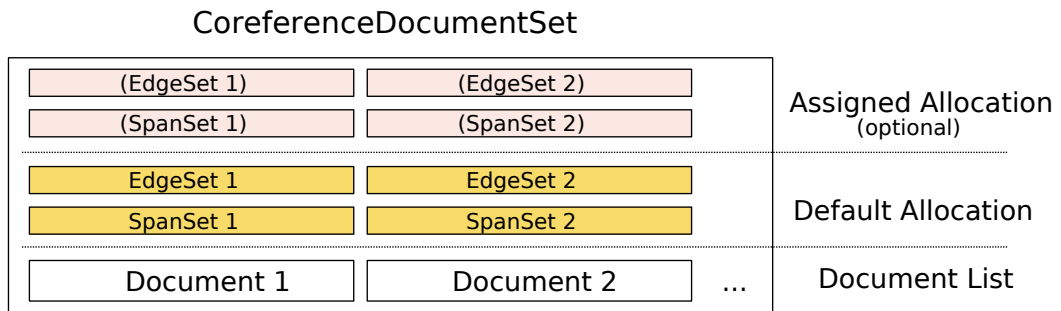 CoreferenceDocumentSet
(EdgeSet 1) (EdgeSet 2)
(SpanSet 1) (SpanSet 2)
Assigned Allocation
(optional)
EdgeSet 1 EdgeSet 2
SpanSet 1 SpanSet 2
Default Allocation
Document 1 Document 2 ... Document List